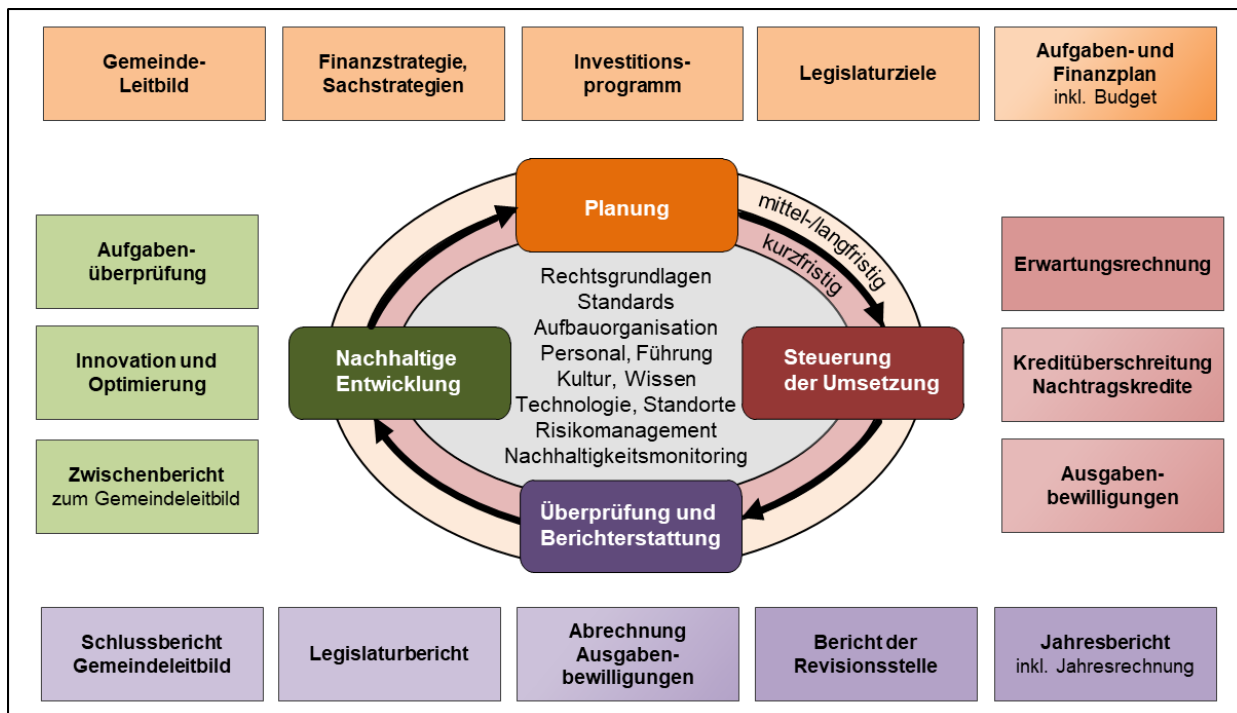 Gemeinde-
Leitbild
Finanzstrategie,
Sachstrategien
Investitions-
programm
Legislaturziele
Aufgaben- und
Finanzplan
inkl. Budget
Planung
mittel-/langfristig
kurzfristig
Aufgaben-
überprüfung
Innovation und
Optimierung
Zwischenbericht
zum Gemeindeleitbild
Nachhaltige
Entwicklung
Rechtsgrundlagen
Standards
Aufbauorganisation
Personal, Führung
Kultur, Wissen
Technologie, Standorte
Risikomanagement
Nachhaltigkeitsmonitoring
Steuerung
der Umsetzung
Erwartungsrechnung
Kreditüberschreitung
Nachtragskredite
Ausgaben-
bewilligungen
Überprüfung und
Berichterstattung
Schlussbericht
Gemeindeleitbild
Legislaturbericht
Abrechnung
Ausgaben-
bewilligungen
Bericht der
Revisionsstelle
Jahresbericht
inkl. Jahresrechnung